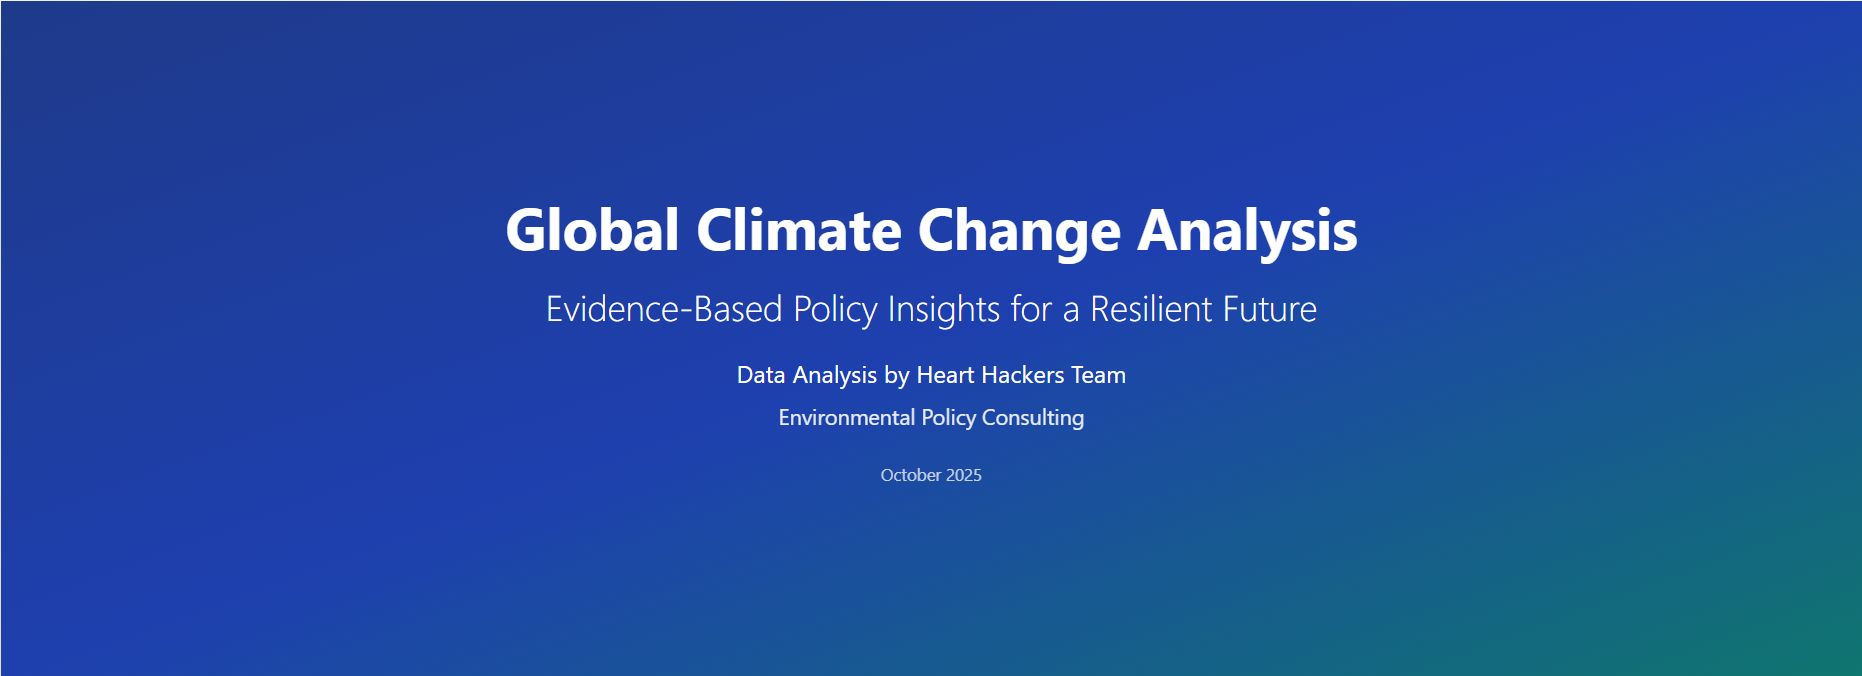 Global Climate Change Analysis
Evidence-Based Policy Insights for a Resilient Future
Data Analysis by Heart Hackers Team
Environmental Policy Consulting
October 2025